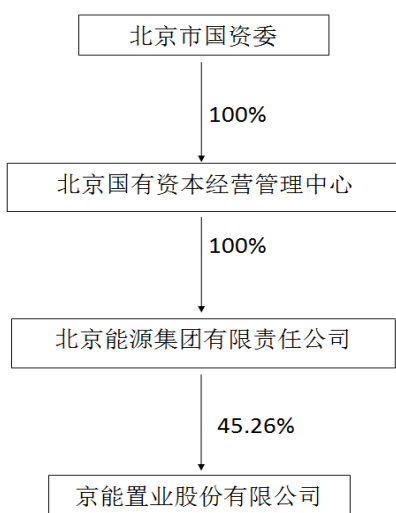 北京市国资委
100%
北京国有资本经营管理中心
100%
北京能源集团有限责任公司
45.26%
京能置业股份有限公司